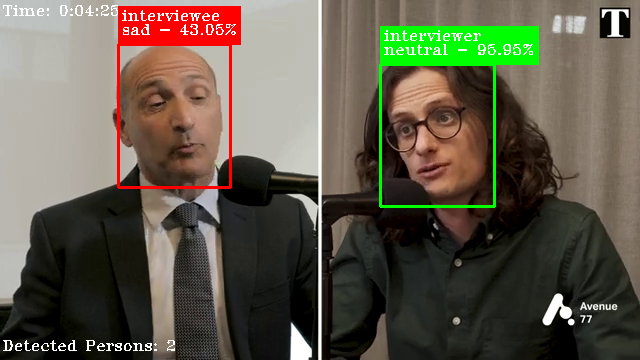 Time: 0:04:25
interviewee
sad - 43.05%
interviewer
neutral - 95.95%
T
Avenue
77
Detected Persons: 2